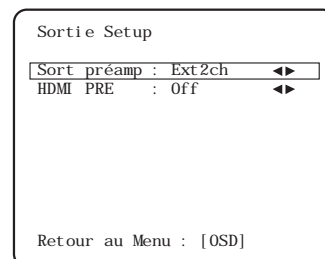 Sortie Setup
Sort préamp : Ext2ch ◄►
HDMI PRE : Off ◄►
Retour au Menu : [OSD]